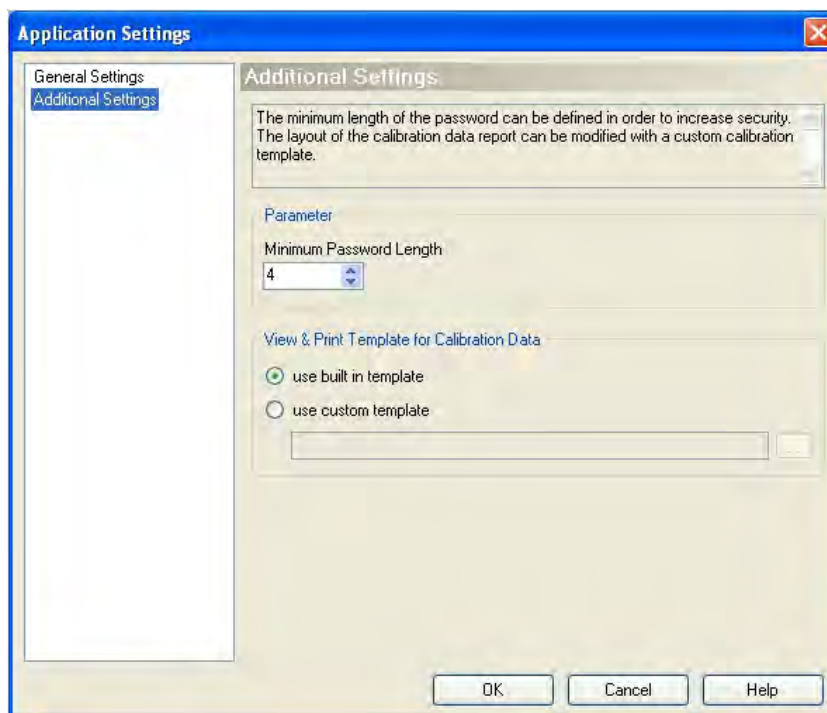 Application Settings
General Settings
Additional Settings
Additional Settings
The minimum length of the password can be defined in order to increase security.
The layout of the calibration data report can be modified with a custom calibration
template.
Parameter
Minimum Password Length
4
View & Print Template for Calibration Data
use built in template
use custom template
...
OK
Cancel
Help